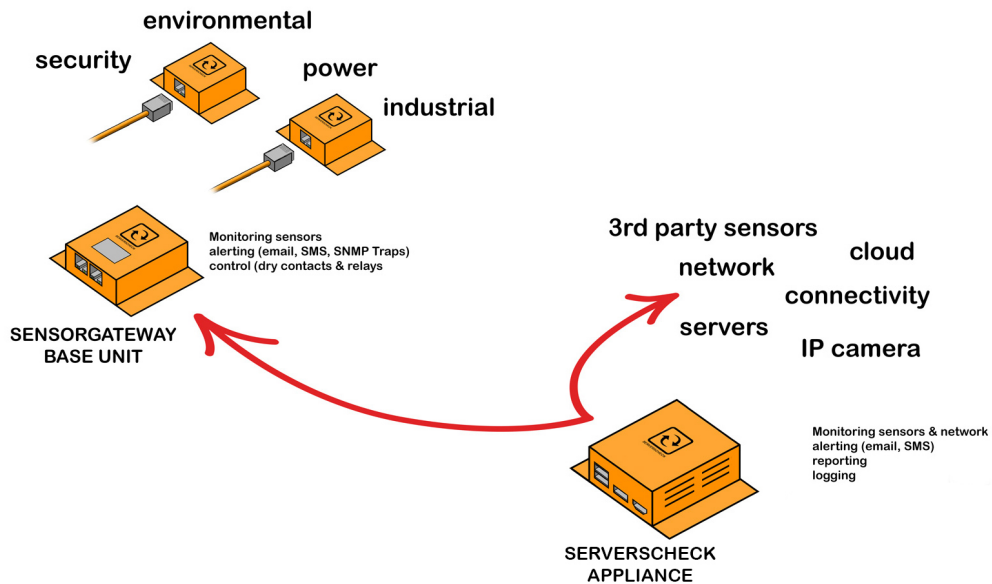 environmental
security
power
industrial
Monitoring sensors
alerting (email, SMS, SNMP Traps)
control (dry contacts & relays
SENSORGATEWAY
BASE UNIT
3rd party sensors
cloud
network
connectivity
servers
IP camera
Monitoring sensors & network
alerting (email, SMS)
reporting
logging
SERVERSCHECK
APPLIANCE